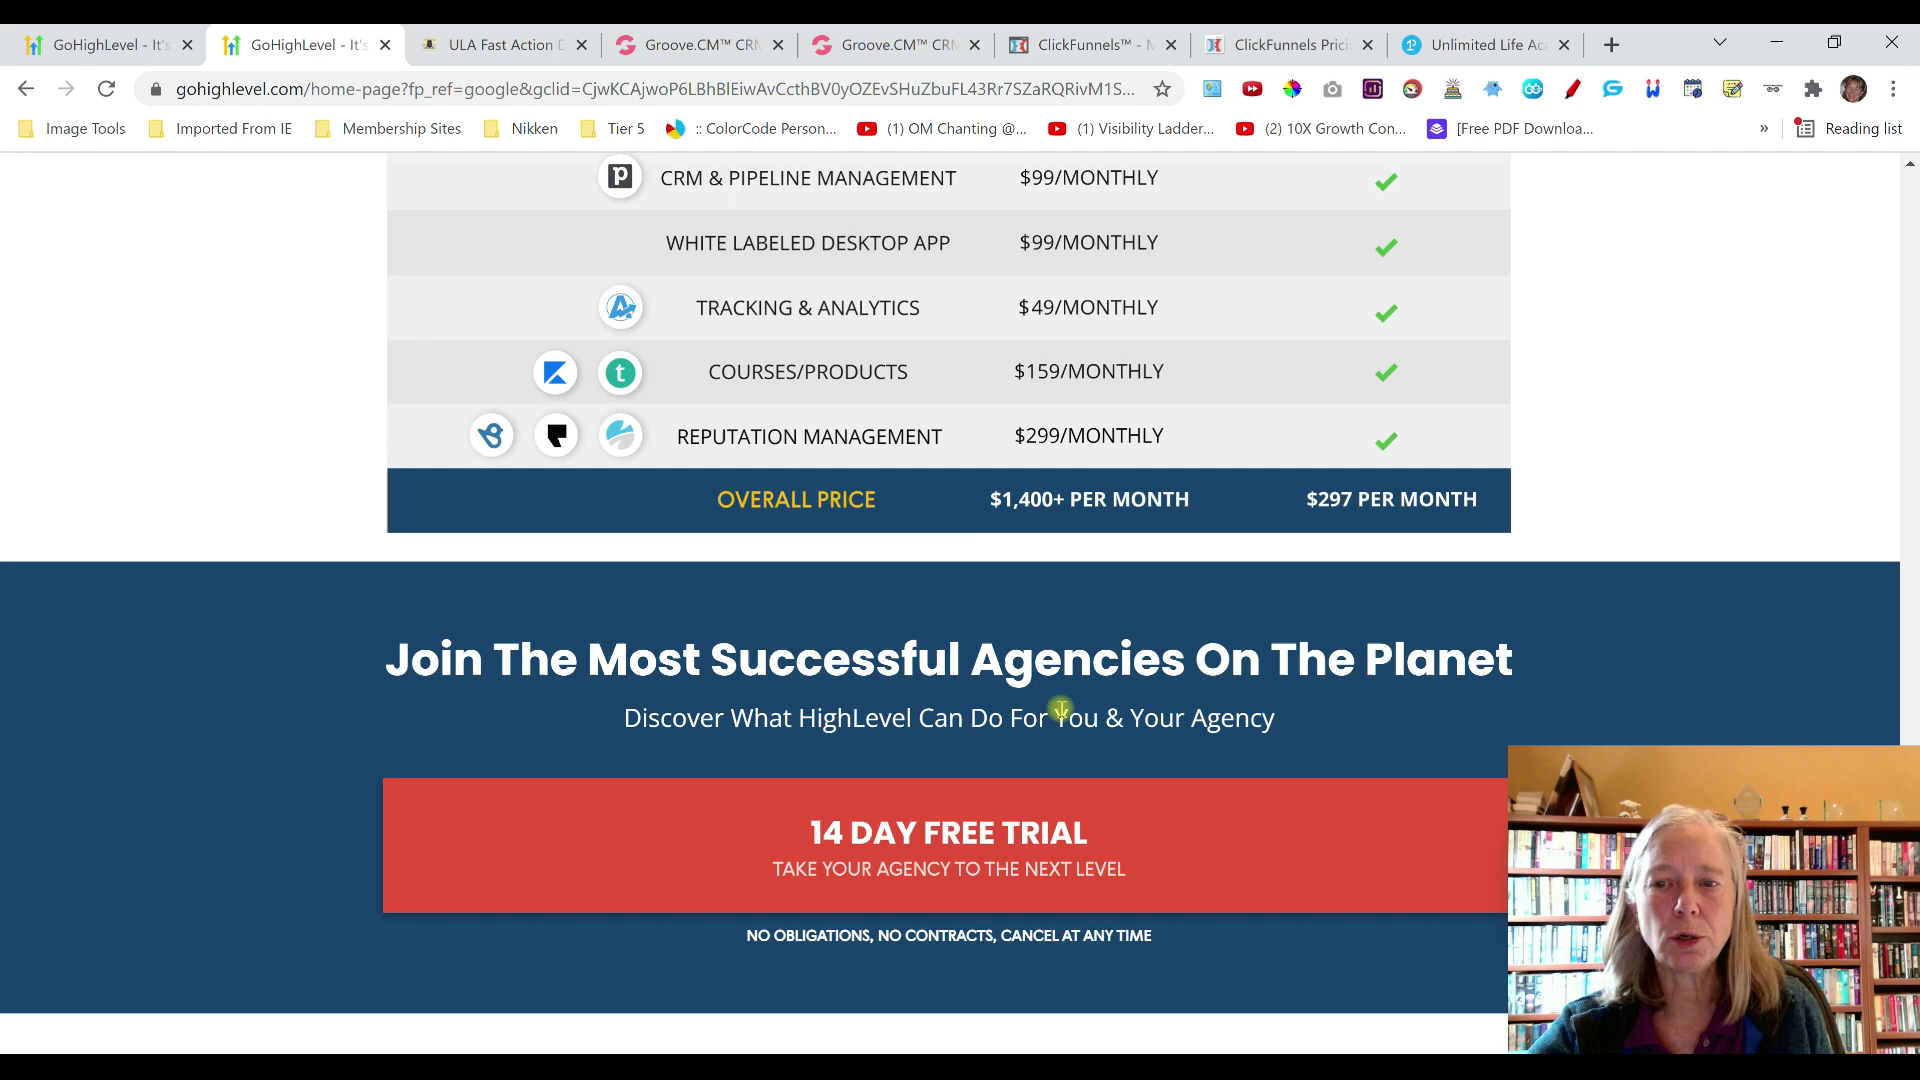 GoHighLevel - It's
GoHighLevel - It's
ULA Fast Action D
Groove.CM™ CRM
Groove.CM™ CRM
ClickFunnels™ - M
ClickFunnels Prici
Unlimited Life Ac
gohighlevel.com/home-page?fp_ref=google&gclid=CjwKCAjwoP6LBhBlEiwAvCcthBV0yOZEvSHuZbuFL43Rr7SZaRQRivM1S...
Image Tools
Imported From IE
Membership Sites
Nikken
Tier 5
:: ColorCode Person...
(1) OM Chanting @...
(1) Visibility Ladder...
(2) 10X Growth Con...
[Free PDF Downloa...
»
Reading list
CRM & PIPELINE MANAGEMENT $99/MONTHLY
WHITE LABELED DESKTOP APP $99/MONTHLY
TRACKING & ANALYTICS $49/MONTHLY
COURSES/PRODUCTS $159/MONTHLY
REPUTATION MANAGEMENT $299/MONTHLY
OVERALL PRICE $1,400+ PER MONTH $297 PER MONTH
Join The Most Successful Agencies On The Planet
Discover What HighLevel Can Do For You & Your Agency
14 DAY FREE TRIAL
TAKE YOUR AGENCY TO THE NEXT LEVEL
NO OBLIGATIONS, NO CONTRACTS, CANCEL AT ANY TIME